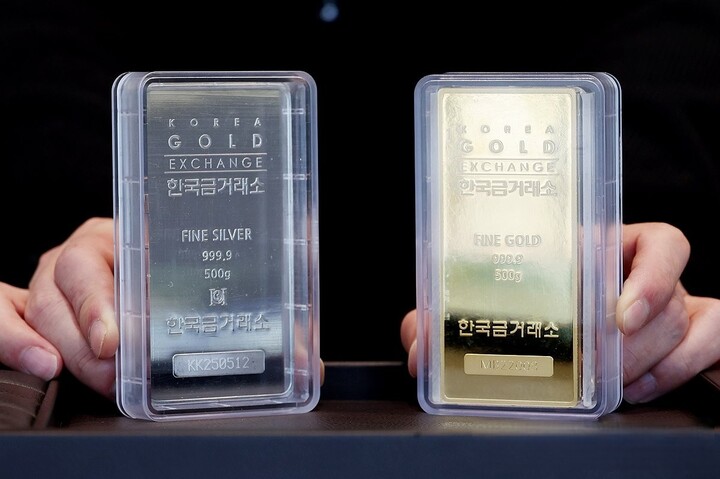 KOREA
GOLD
EXCHANGE
한국금거래소
FINE SILVER
999.9
500g
한국금거래소
KK250512
KOREA
GOLD
EXCHANGE
한국금거래소
FINE GOLD
999.9
500g
한국금거래소